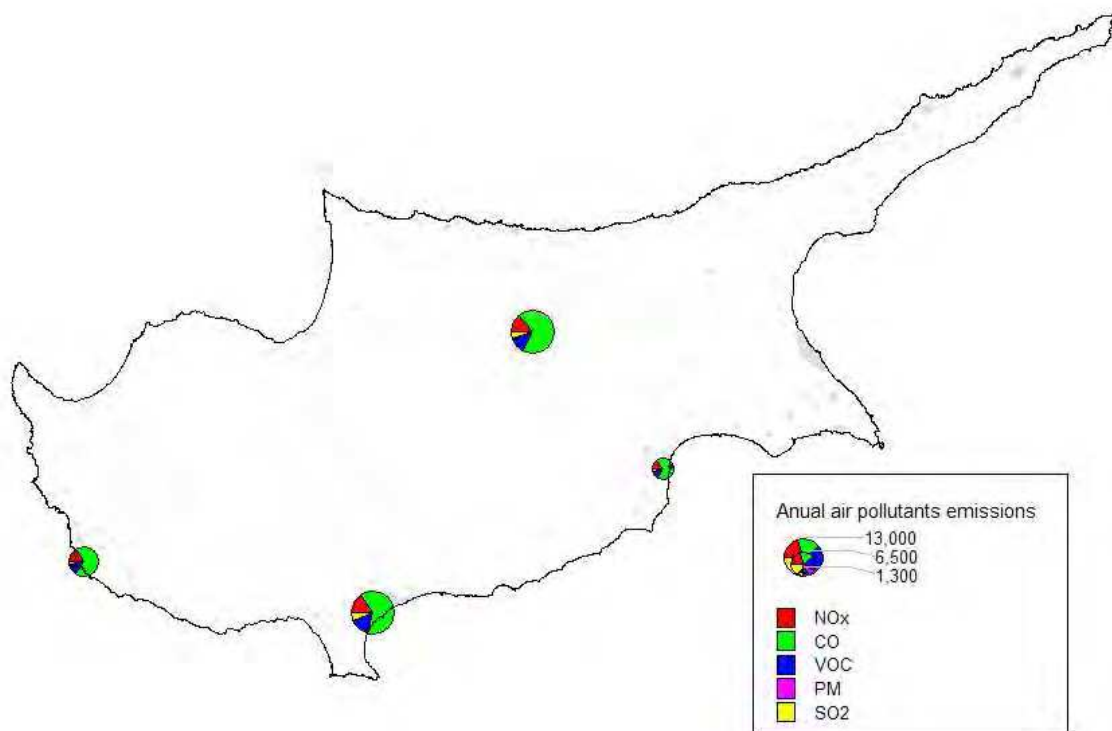 Anual air pollutants emissions
13,000
6,500
1,300
NOx
CO
VOC
PM
SO2